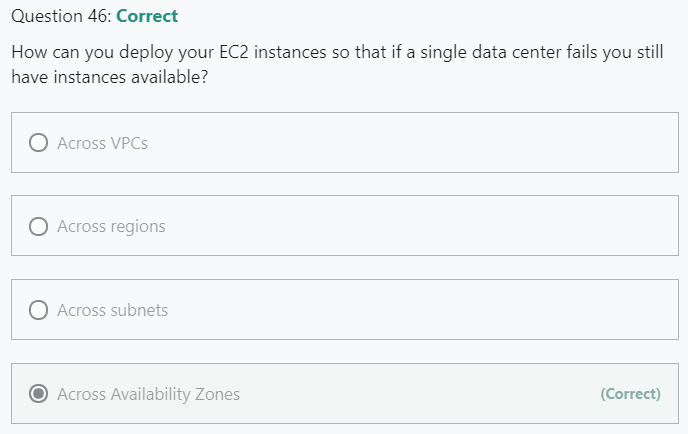 Question 46: Correct
How can you deploy your EC2 instances so that if a single data center fails you still
have instances available?
Across VPCs
Across regions
Across subnets
Across Availability Zones (Correct)